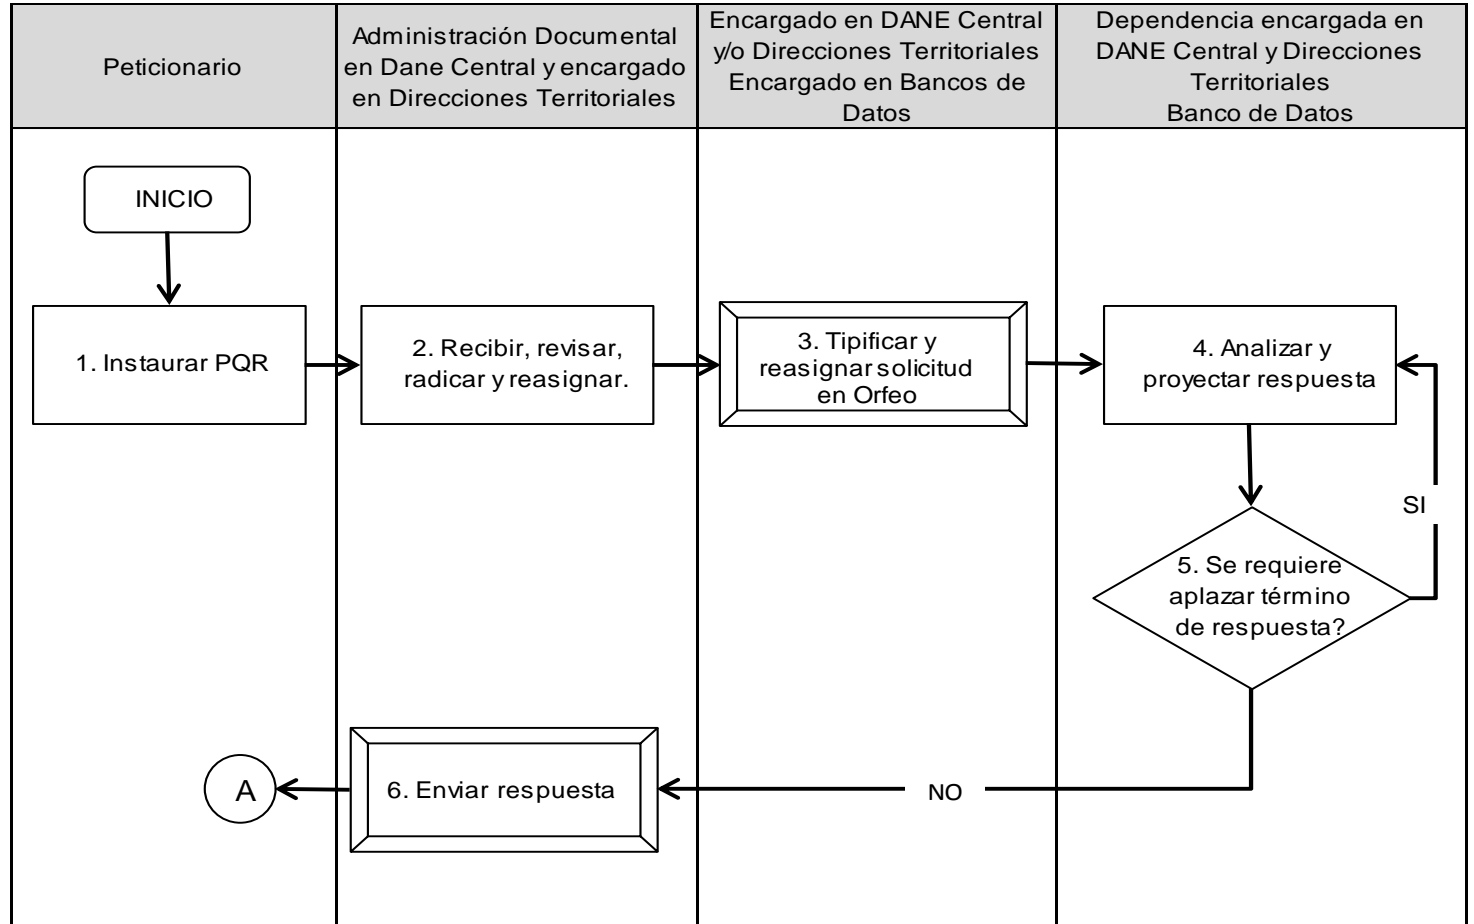 Peticionario
Administración Documental
en Dane Central y encargado
en Direcciones Territoriales
Encargado en DANE Central
y/o Direcciones Territoriales
Encargado en Bancos de
Datos
Dependencia encargada en
DANE Central y Direcciones
Territoriales
Banco de Datos
INICIO
1. Instaurar PQR
2. Recibir, revisar,
radicar y reasignar.
3. Tipificar y
reasignar solicitud
en Orfeo
4. Analizar y
proyectar respuesta
SI
5. Se requiere
aplazar término
de respuesta?
NO
6. Enviar respuesta
A